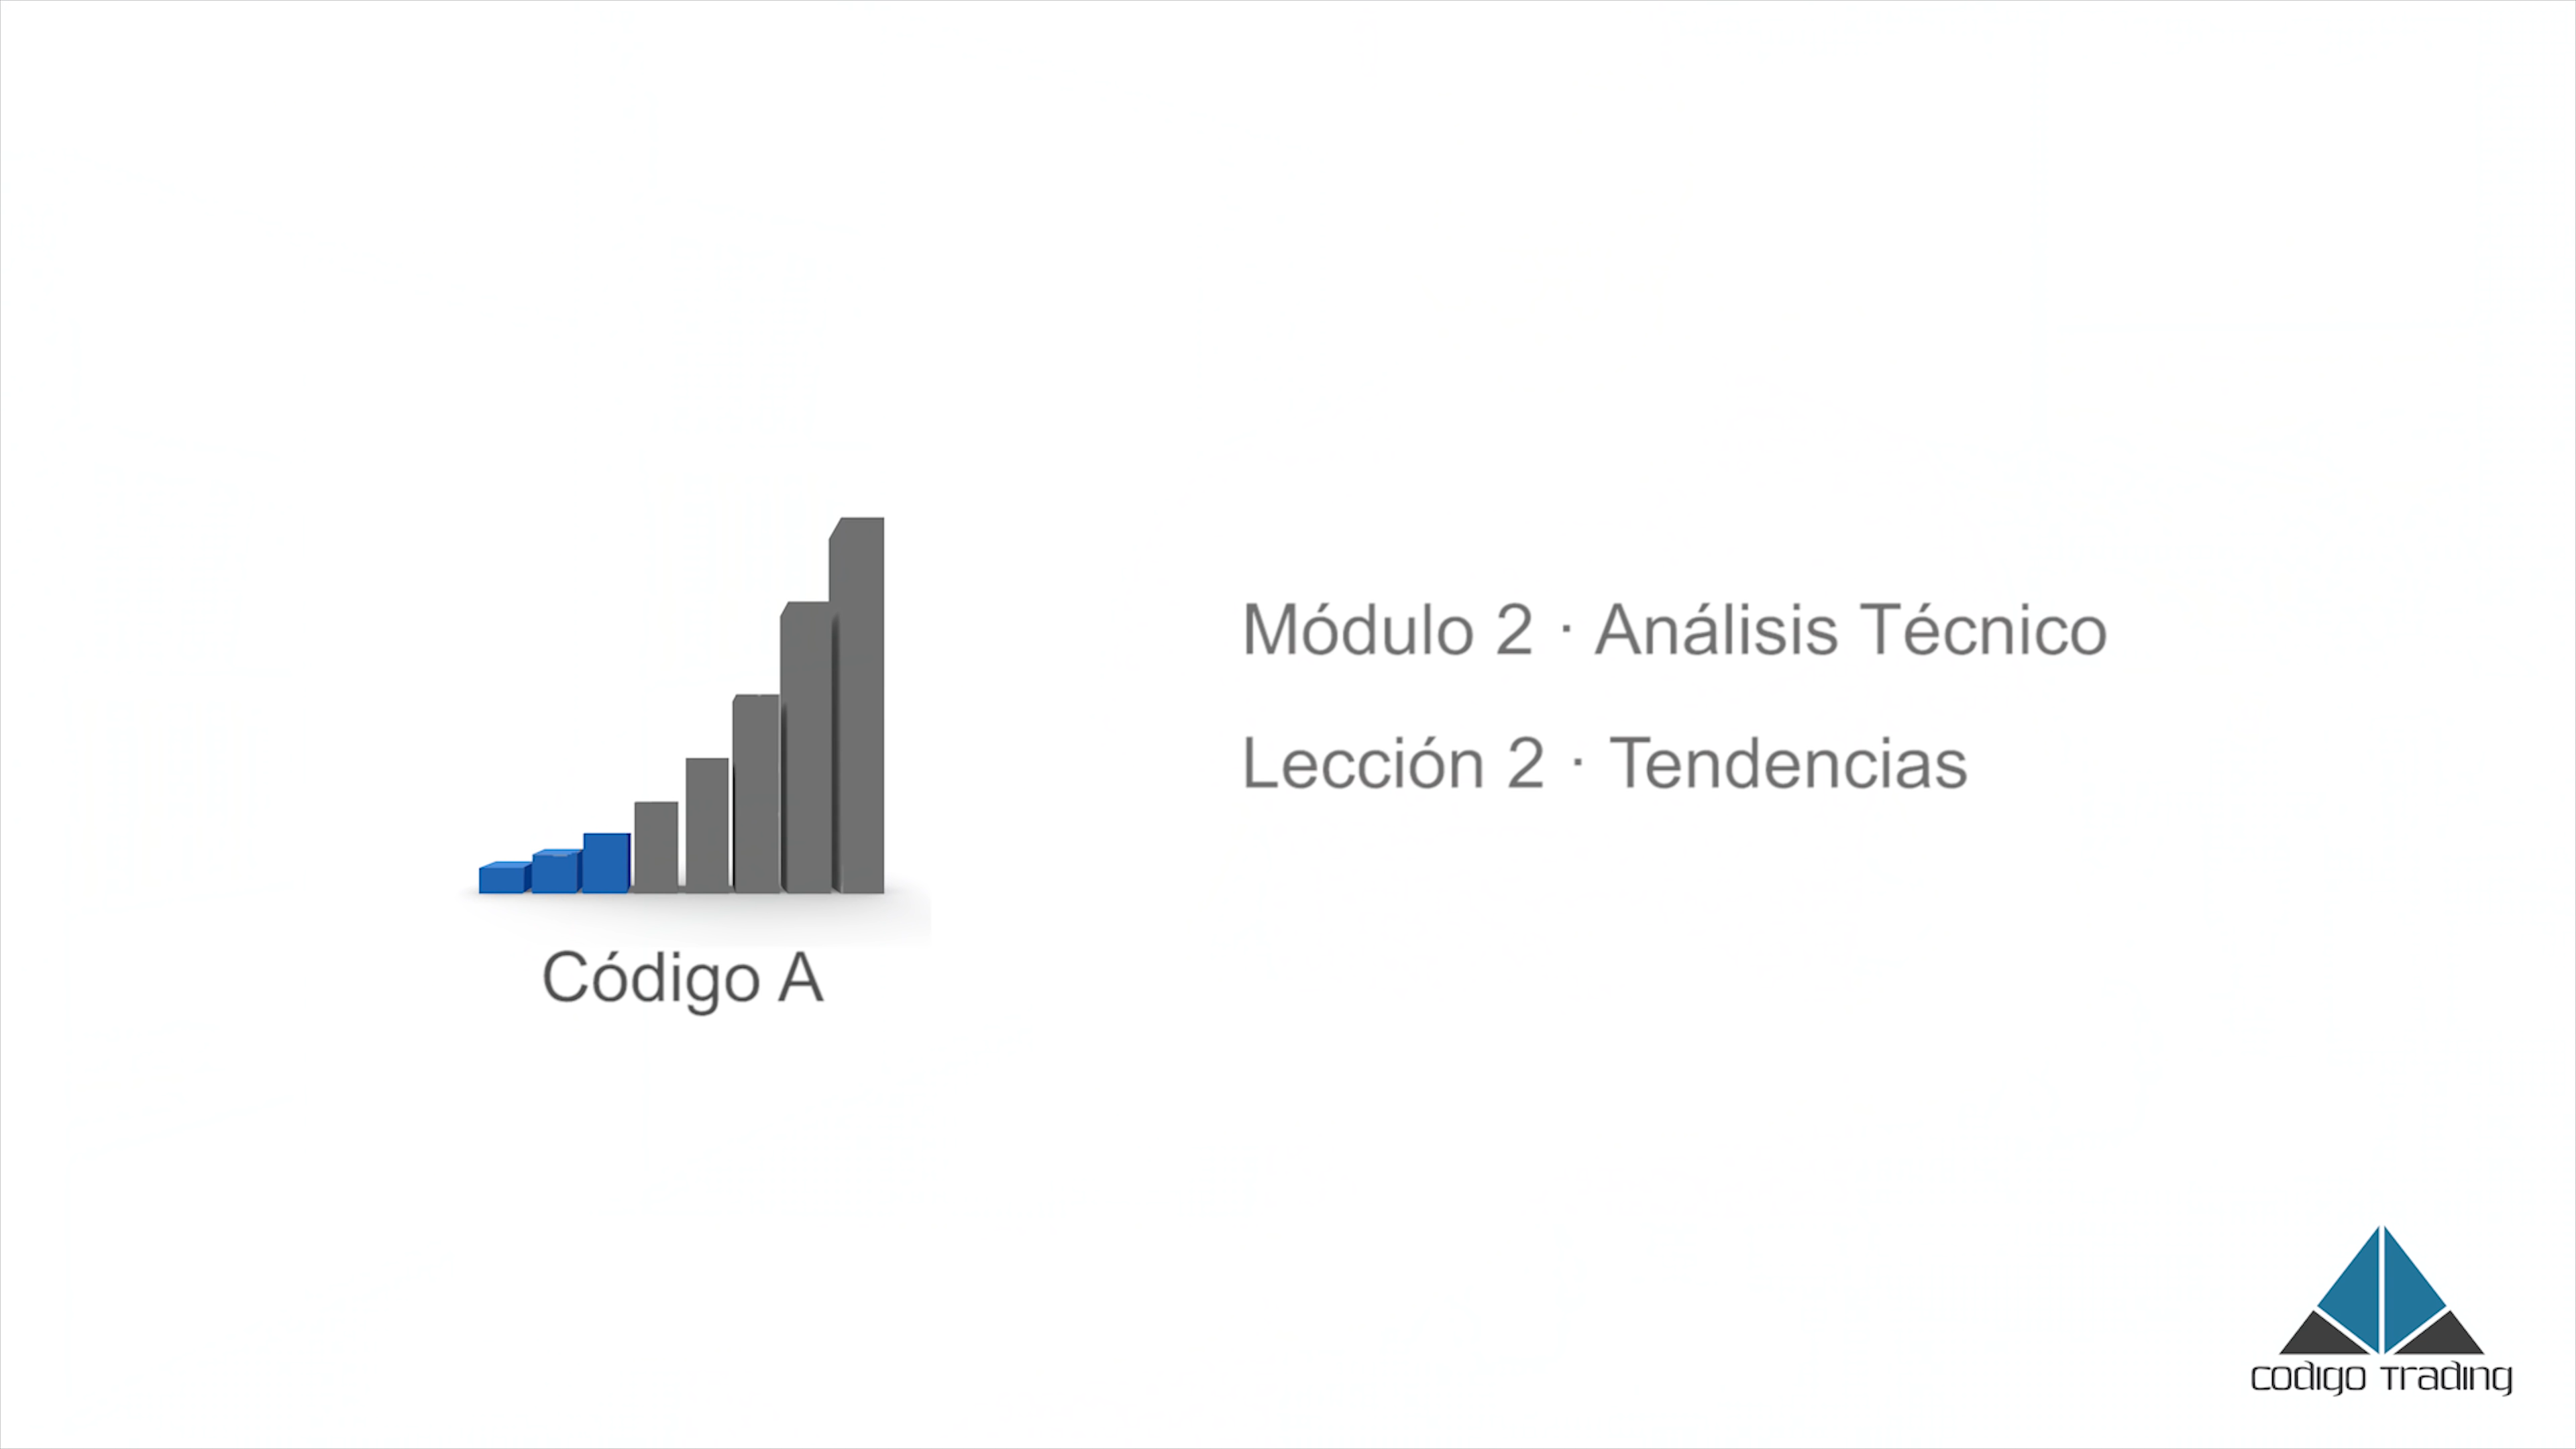 Módulo 2 · Análisis Técnico
Lección 2 · Tendencias
Código A
codigo Trading